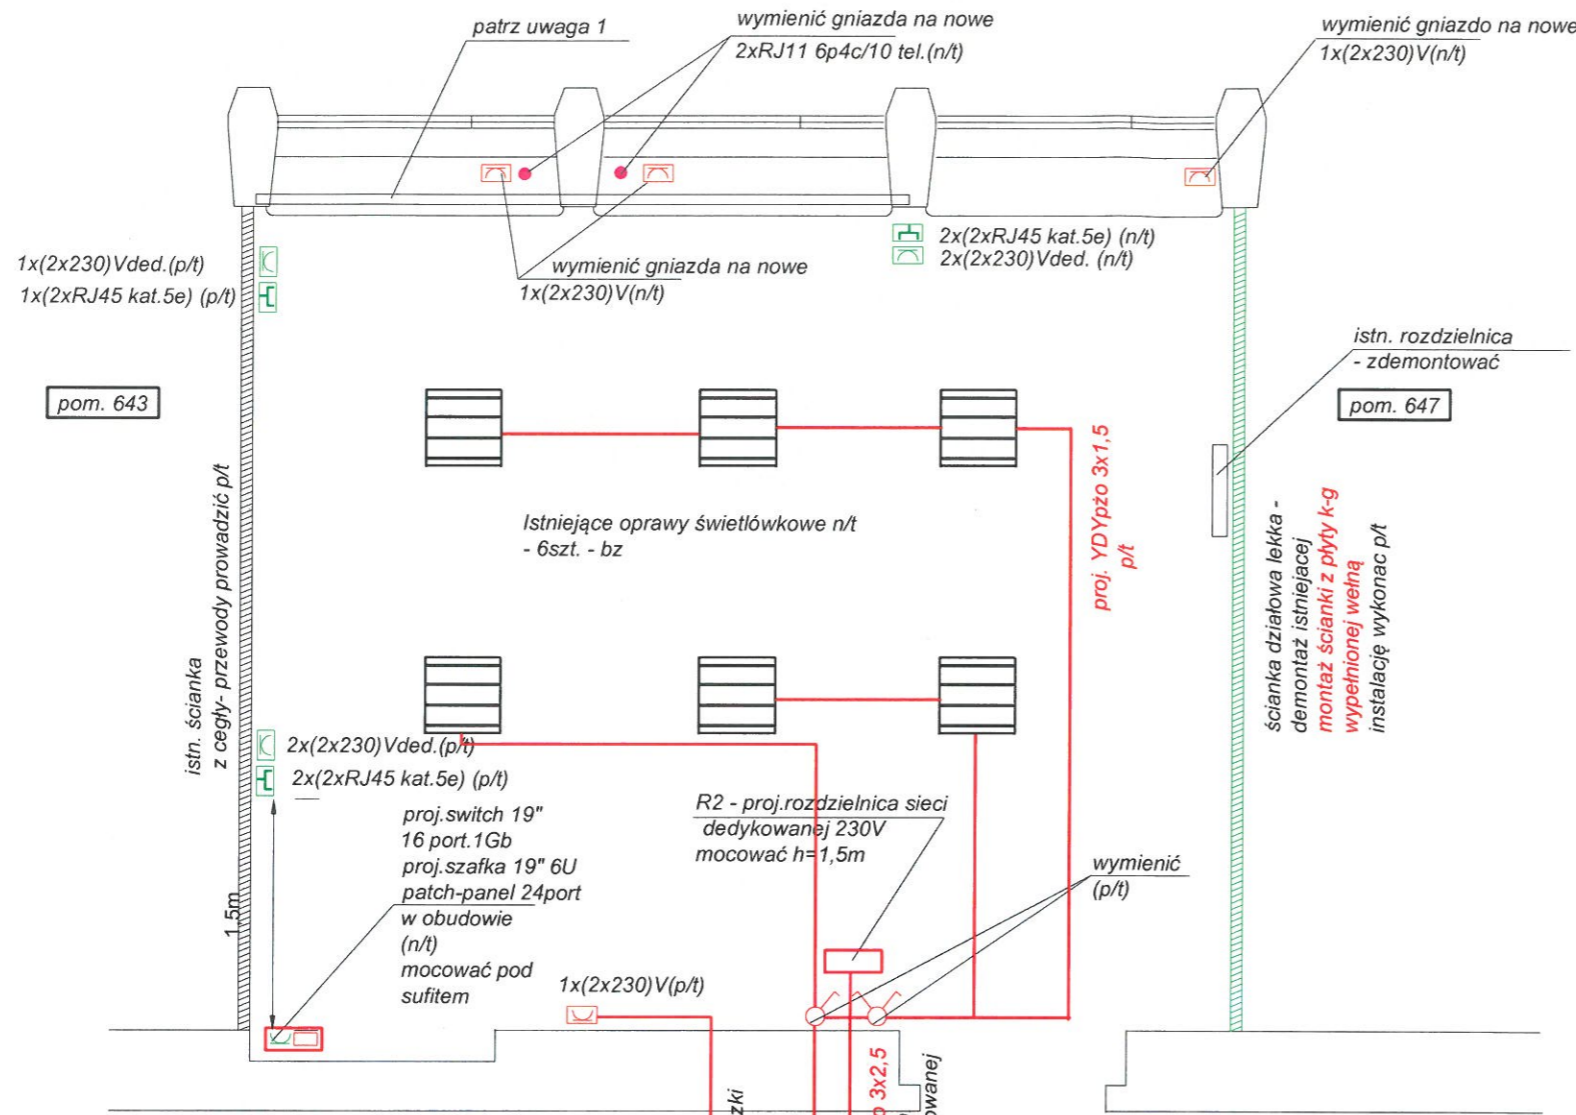 patrz uwaga 1
wymienić gniazda na nowe
2xRJ11 6p4c/10 tel.(n/t)
wymienić gniazdo na nowe
1x(2x230)V(n/t)
1x(2x230)Vded.(p/t)
1x(2xRJ45 kat.5e) (p/t)
wymienić gniazda na nowe
1x(2x230)V(n/t)
2x(2xRJ45 kat.5e) (n/t)
2x(2x230)Vded. (n/t)
istn. rozdzielnica
- zdemontować
pom. 643
pom. 647
istn. ścianka
z cegły- przewody prowadzić p/t
Istniejące oprawy świetlówkowe n/t
- 6szt. - bz
proj. YDYpżo 3x1,5
p/t
ścianka działowa lekka -
demontaż istniejacej
montaż ścianki z płyty k-g
wypełnionej wełną
instalację wykonac p/t
2x(2x230)Vded.(p/t)
2x(2xRJ45 kat.5e) (p/t)
1,5m
proj.switch 19"
16 port.1Gb
proj.szafka 19" 6U
patch-panel 24port
w obudowie
(n/t)
mocować pod
sufitem
R2 - proj.rozdzielnica sieci
dedykowanej 230V
mocować h=1,5m
wymienić
(p/t)
1x(2x230)V(p/t)
3x2,5